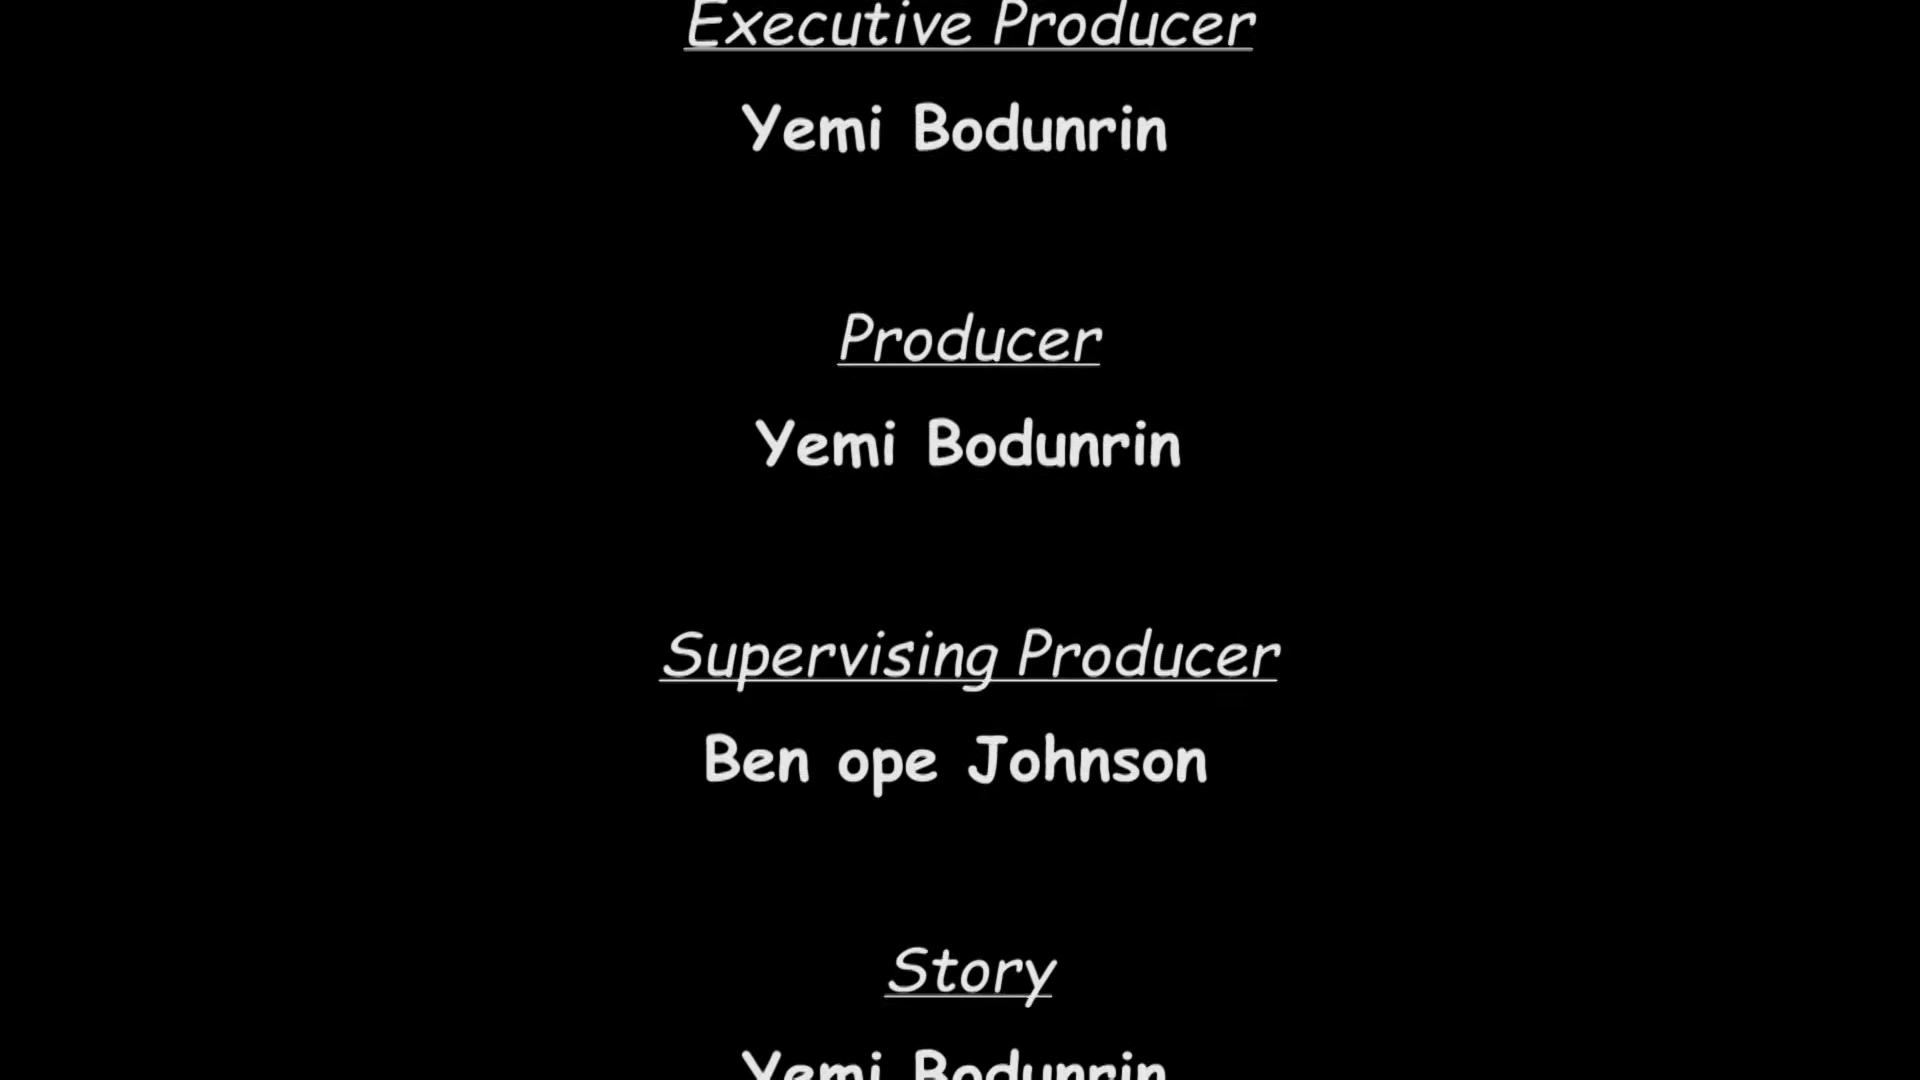 Executive Producer
Yemi Bodunrin
Producer
Yemi Bodunrin
Supervising Producer
Ben ope Johnson
Story
Yemi Bodunrin